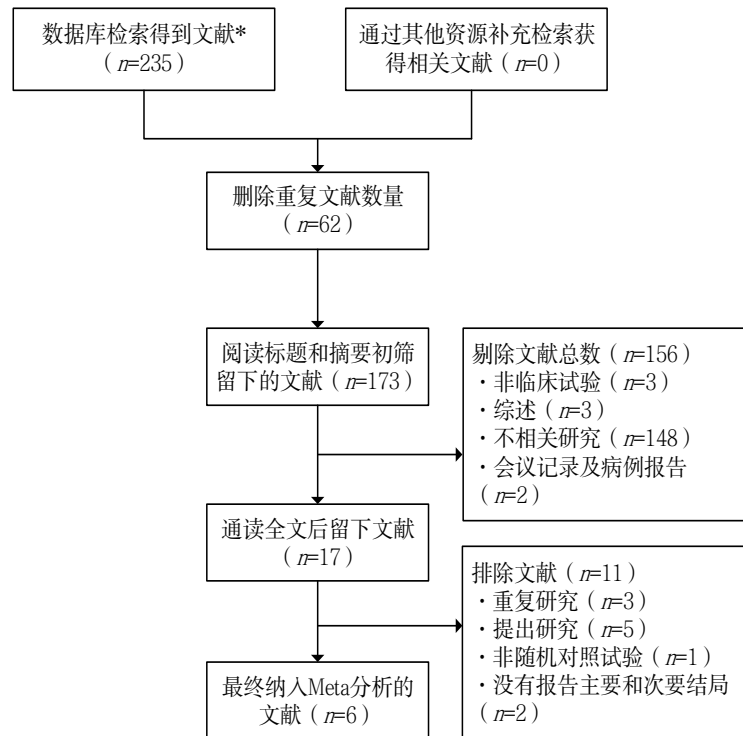 数据库检索得到文献*
（n=235）
通过其他资源补充检索获
得相关文献（n=0）
删除重复文献数量
（n=62）
阅读标题和摘要初筛
留下的文献（n=173）
剔除文献总数（n=156）
·非临床试验（n=3）
·综述（n=3）
·不相关研究（n=148）
·会议记录及病例报告
（n=2）
通读全文后留下文献
（n=17）
排除文献（n=11）
·重复研究（n=3）
·提出研究（n=5）
·非随机对照试验（n=1）
·没有报告主要和次要结局
（n=2）
最终纳入Meta分析的
文献（n=6）